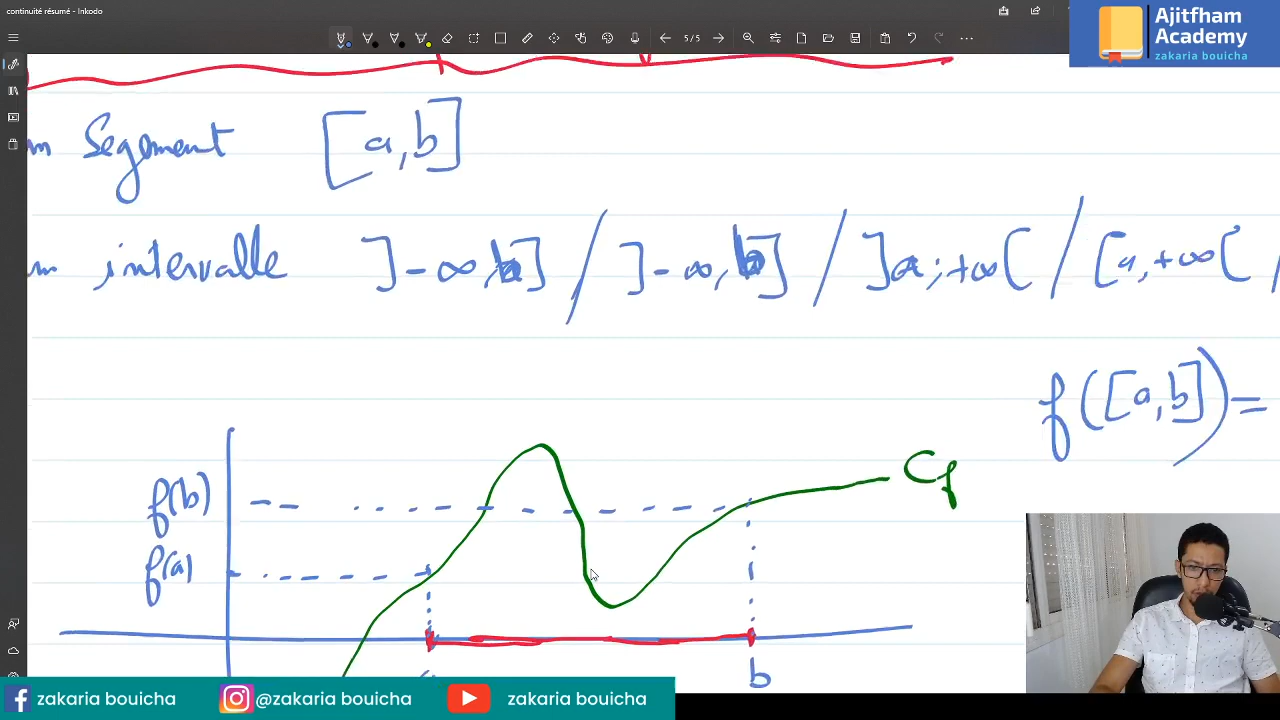 continuité résumé - Inkodo
5/5
Ajitfham
Academy
zakaria bouicha
Segment [a,b]
intervalle ]-∞,b] / ]-∞,b] / ]a;+∞[ / [a,+∞[ /
f([a,b])=
Cf
f(b)
f(a)
b
zakaria bouicha @zakaria bouicha zakaria bouicha